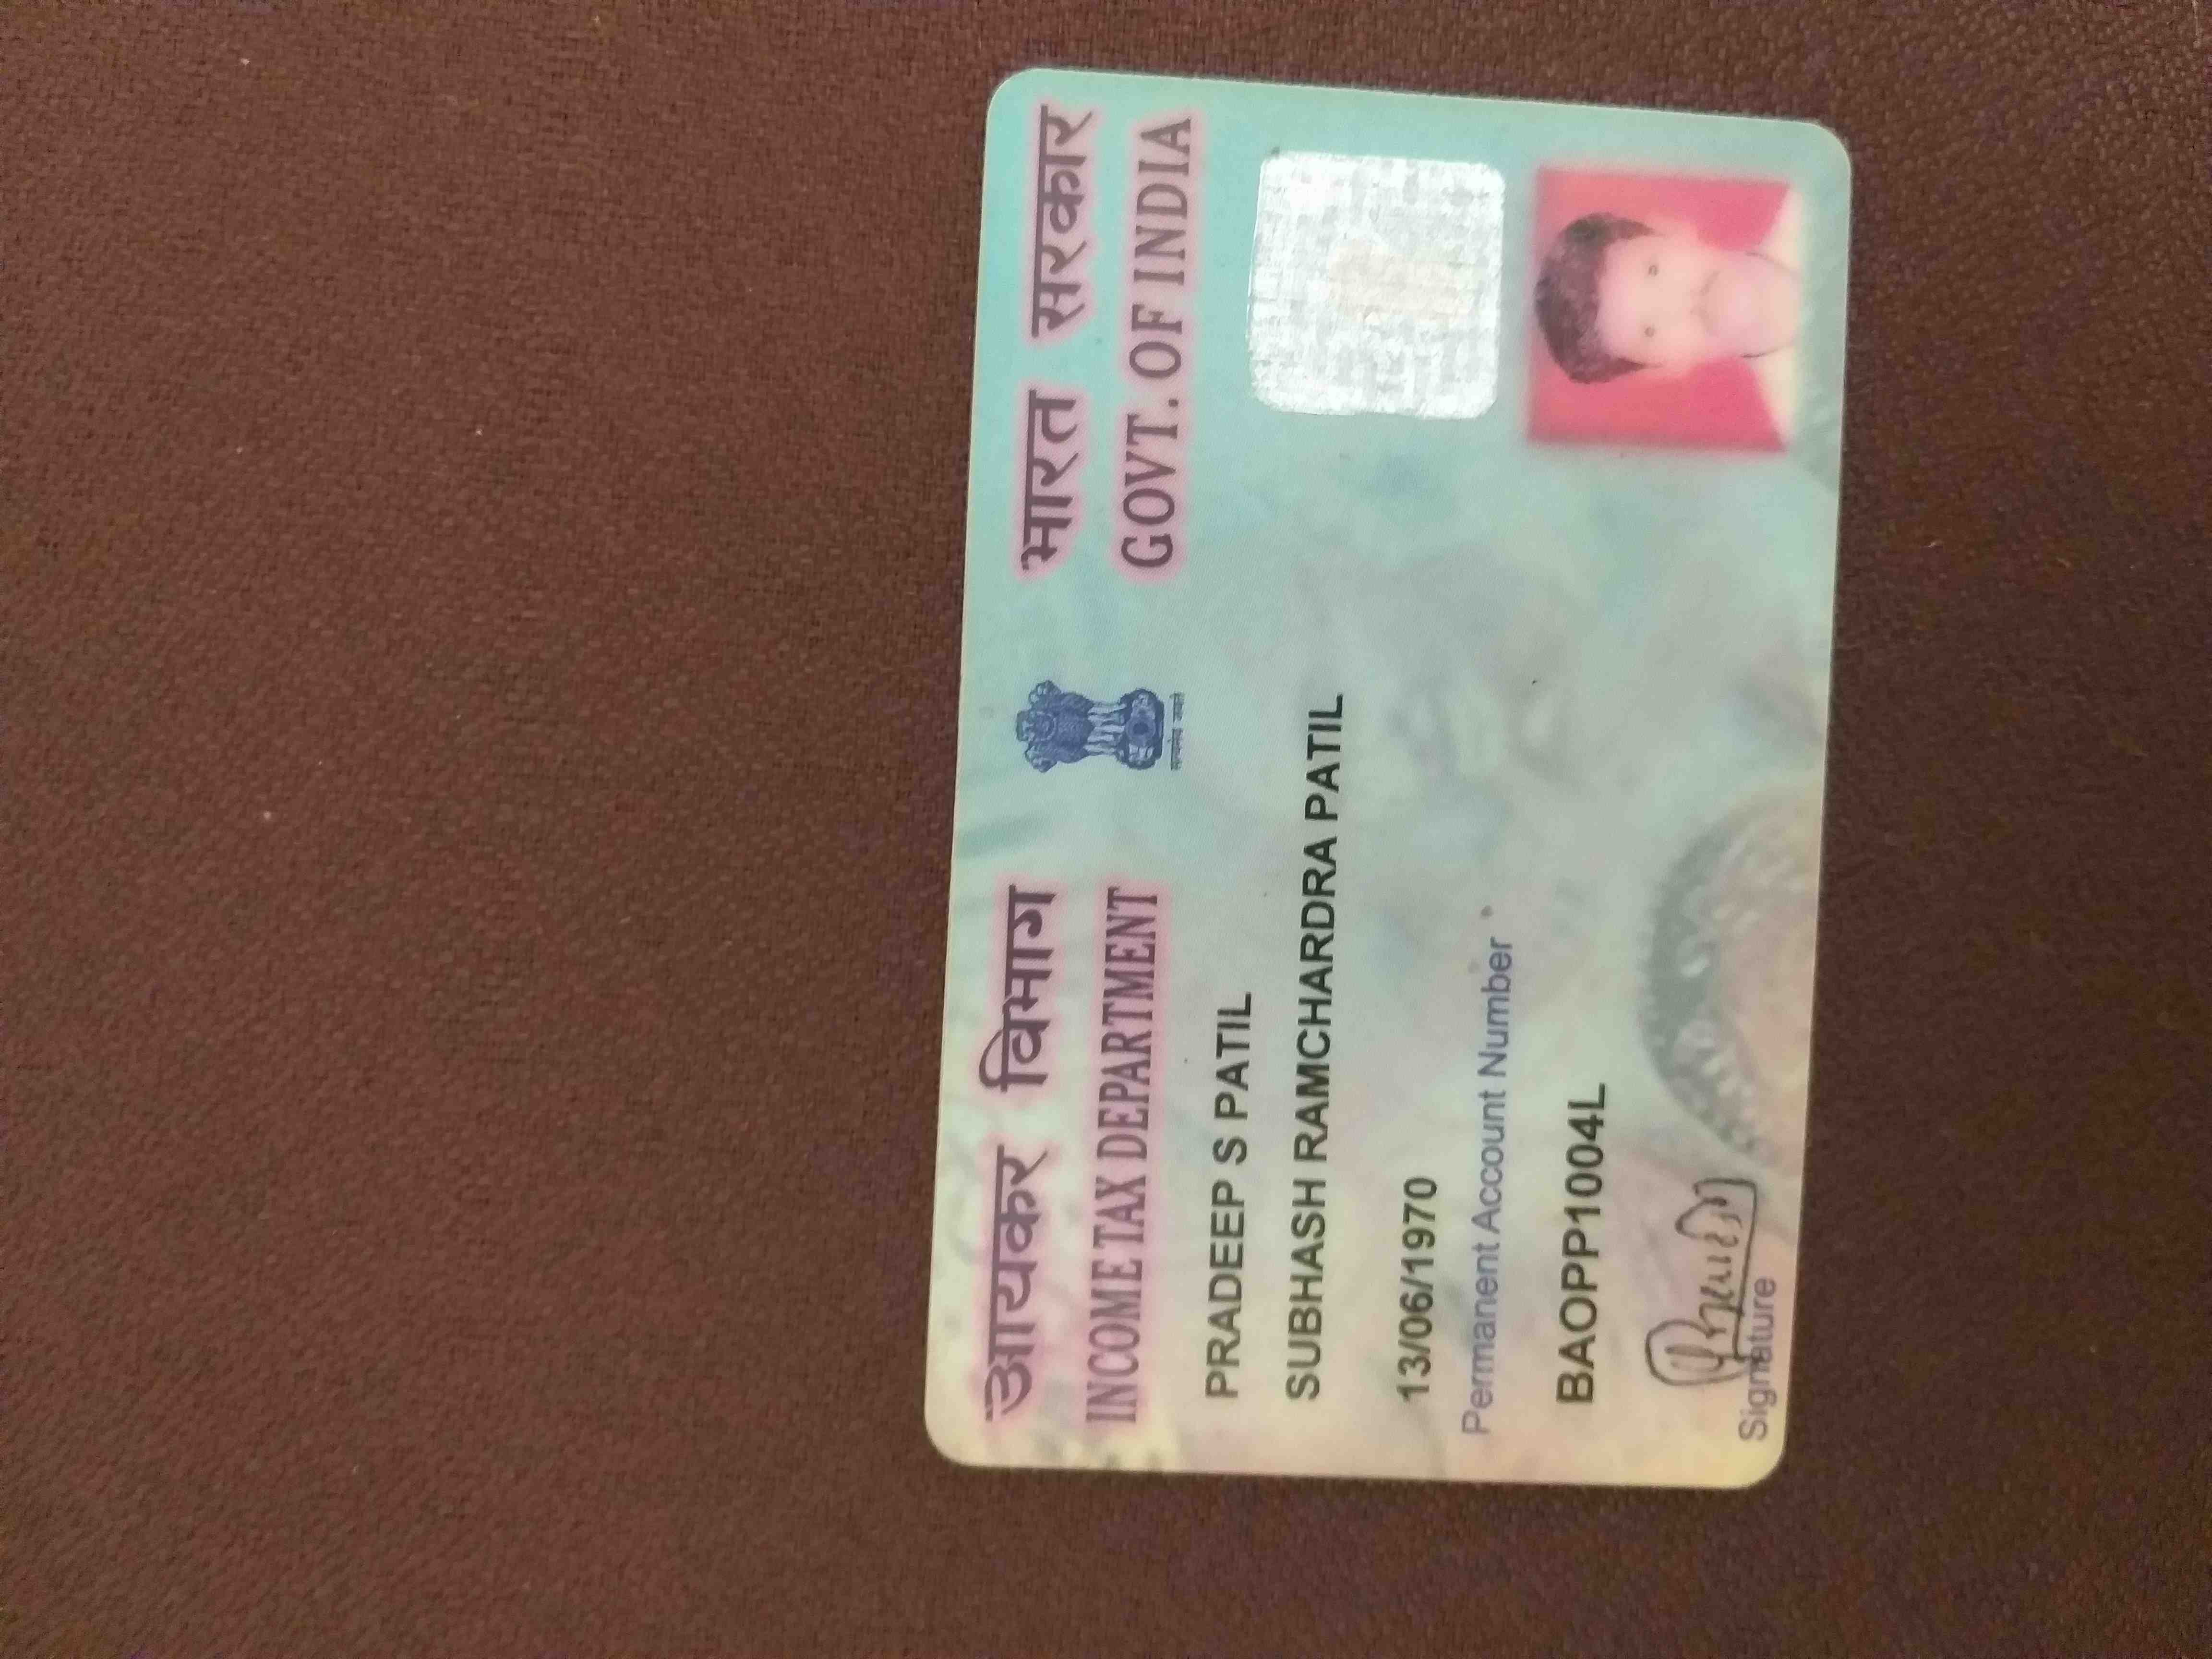 आयकर विभाग
INCOME TAX DEPARTMENT
सत्यमेव जयते
भारत सरकार
GOVT. OF INDIA
PRADEEP S PATIL
SUBHASH RAMCHARDRA PATIL
13/06/1970
Permanent Account Number
BAOPP1004L
Signature